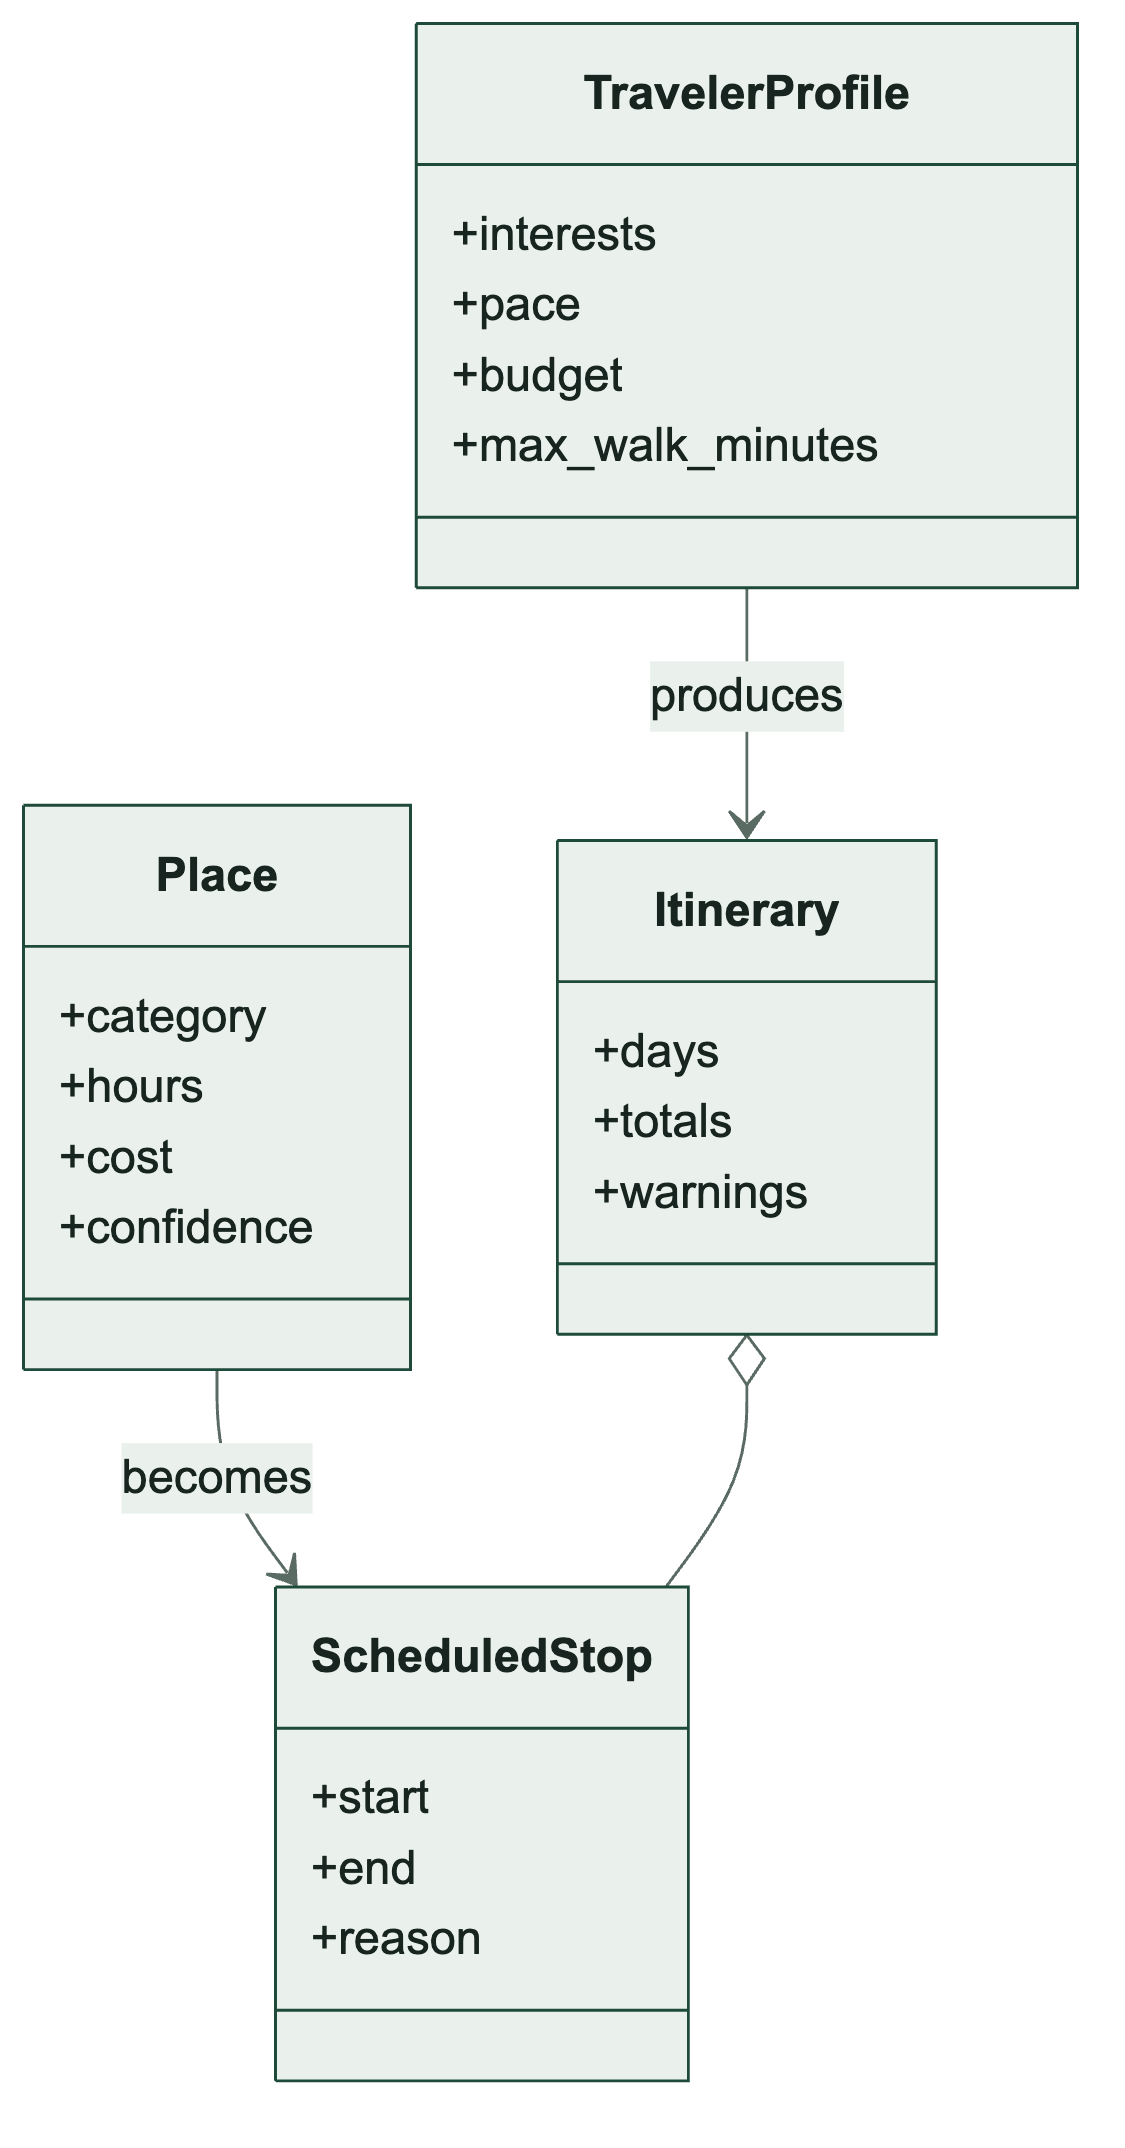 TravelerProfile
+interests
+pace
+budget
+max_walk_minutes
produces
Place
+category
+hours
+cost
+confidence
Itinerary
+days
+totals
+warnings
becomes
ScheduledStop
+start
+end
+reason